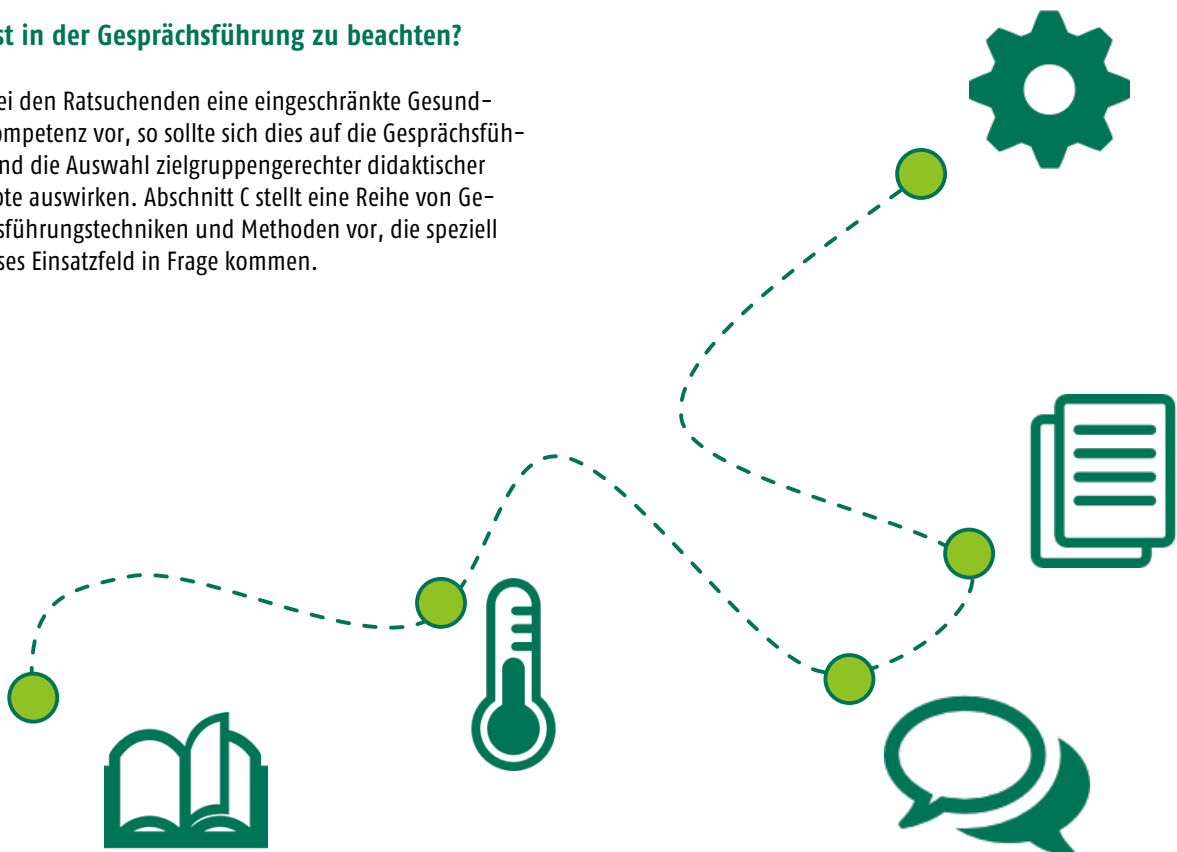 st in der Gesprächsführung zu beachten?
ei den Ratsuchenden eine eingeschränkte Gesund-
ompetenz vor, so sollte sich dies auf die Gesprächsfüh-
nd die Auswahl zielgruppengerechter didaktischer
ote auswirken. Abschnitt C stellt eine Reihe von Ge-
sführungstechniken und Methoden vor, die speziell
ses Einsatzfeld in Frage kommen.